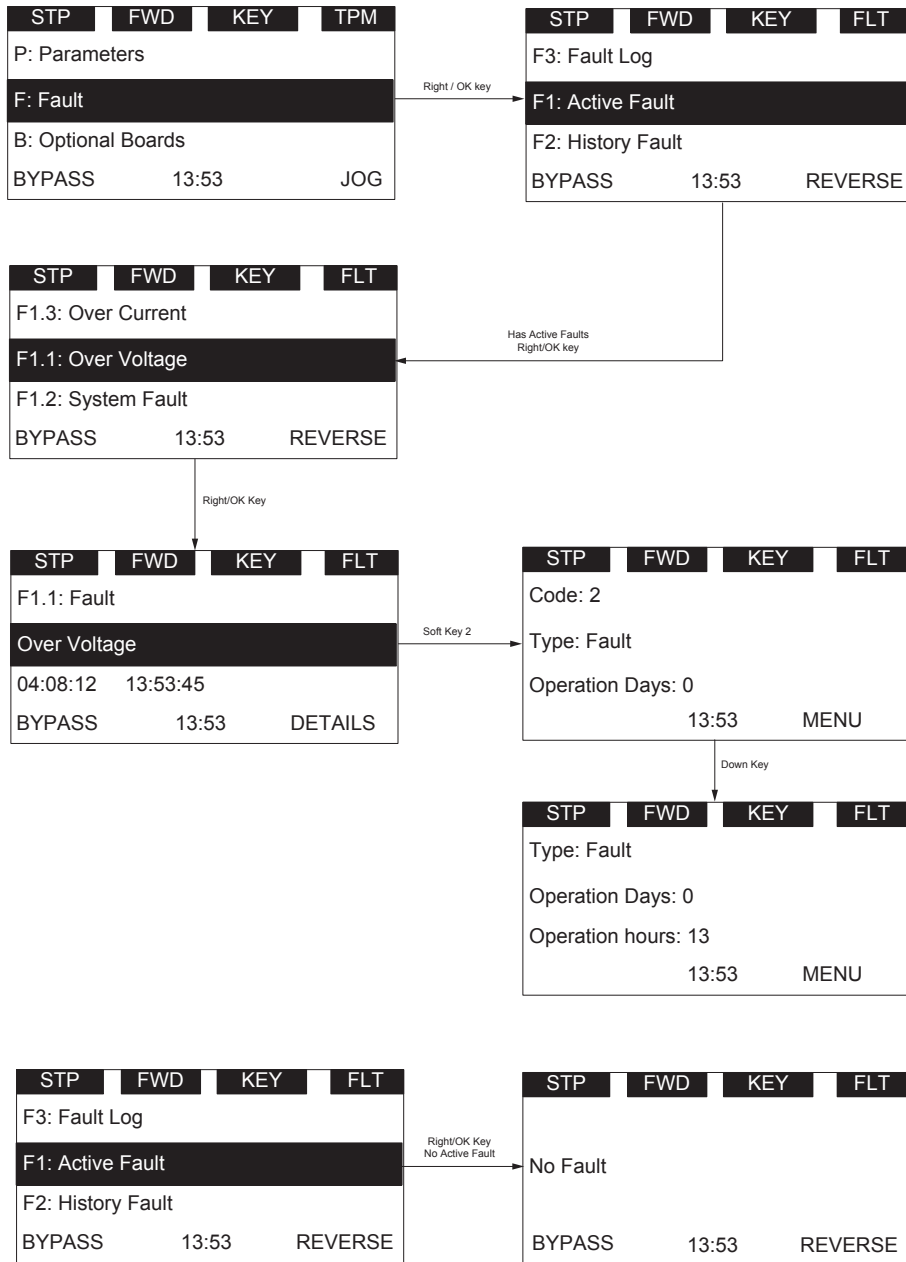 STP FWD KEY TPM
P: Parameters
F: Fault
B: Optional Boards
BYPASS 13:53 JOG
Right / OK key
STP FWD KEY FLT
F3: Fault Log
F1: Active Fault
F2: History Fault
BYPASS 13:53 REVERSE
Has Active Faults
Right/OK key
STP FWD KEY FLT
F1.3: Over Current
F1.1: Over Voltage
F1.2: System Fault
BYPASS 13:53 REVERSE
Right/OK Key
STP FWD KEY FLT
F1.1: Fault
Over Voltage
04:08:12 13:53:45
BYPASS 13:53 DETAILS
Soft Key 2
STP FWD KEY FLT
Code: 2
Type: Fault
Operation Days: 0
13:53 MENU
Down Key
STP FWD KEY FLT
Type: Fault
Operation Days: 0
Operation hours: 13
13:53 MENU
STP FWD KEY FLT
F3: Fault Log
F1: Active Fault
F2: History Fault
BYPASS 13:53 REVERSE
Right/OK Key
No Active Fault
STP FWD KEY FLT
No Fault
BYPASS 13:53 REVERSE